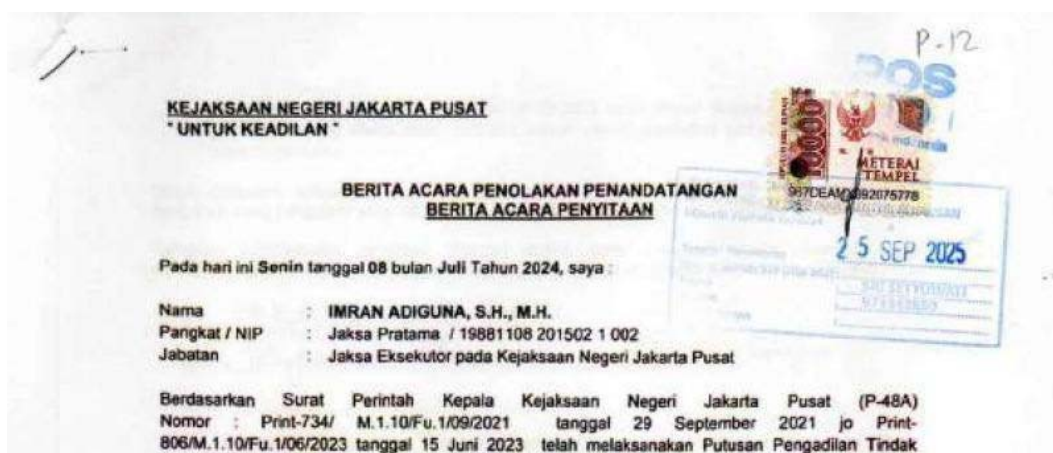 P-12
POS
KEJAKSAAN NEGERI JAKARTA PUSAT
" UNTUK KEADILAN "
10000
METERAI
TEMPEL
BERITA ACARA PENOLAKAN PENANDATANGAN
BERITA ACARA PENYITAAN
25 SEP 2025
Pada hari ini Senin tanggal 08 bulan Juli Tahun 2024, saya :
Nama : IMRAN ADIGUNA, S.H., M.H.
Pangkat / NIP : Jaksa Pratama / 19881108 201502 1 002
Jabatan : Jaksa Eksekutor pada Kejaksaan Negeri Jakarta Pusat
Berdasarkan Surat Perintah Kepala Kejaksaan Negeri Jakarta Pusat (P-48A)
Nomor : Print-734/ M.1.10/Fu.1/09/2021 tanggal 29 September 2021 jo Print-
806/M.1.10/Fu.1/06/2023 tanggal 15 Juni 2023 telah melaksanakan Putusan Pengadilan Tindak